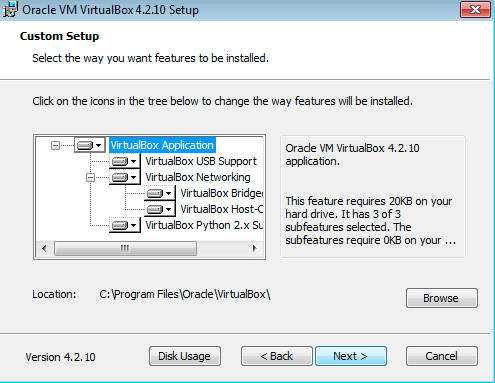 Oracle VM VirtualBox 4.2.10 Setup
Custom Setup
Select the way you want features to be installed.
Click on the icons in the tree below to change the way features will be installed.
VirtualBox Application
VirtualBox USB Support
VirtualBox Networking
VirtualBox Bridge
VirtualBox Host-C
VirtualBox Python 2.x Su
Oracle VM VirtualBox 4.2.10
application.
This feature requires 20KB on your
hard drive. It has 3 of 3
subfeatures selected. The
subfeatures require 0KB on your ...
Location: C:\Program Files\Oracle\VirtualBox\
Browse
Version 4.2.10
Disk Usage
< Back
Next >
Cancel